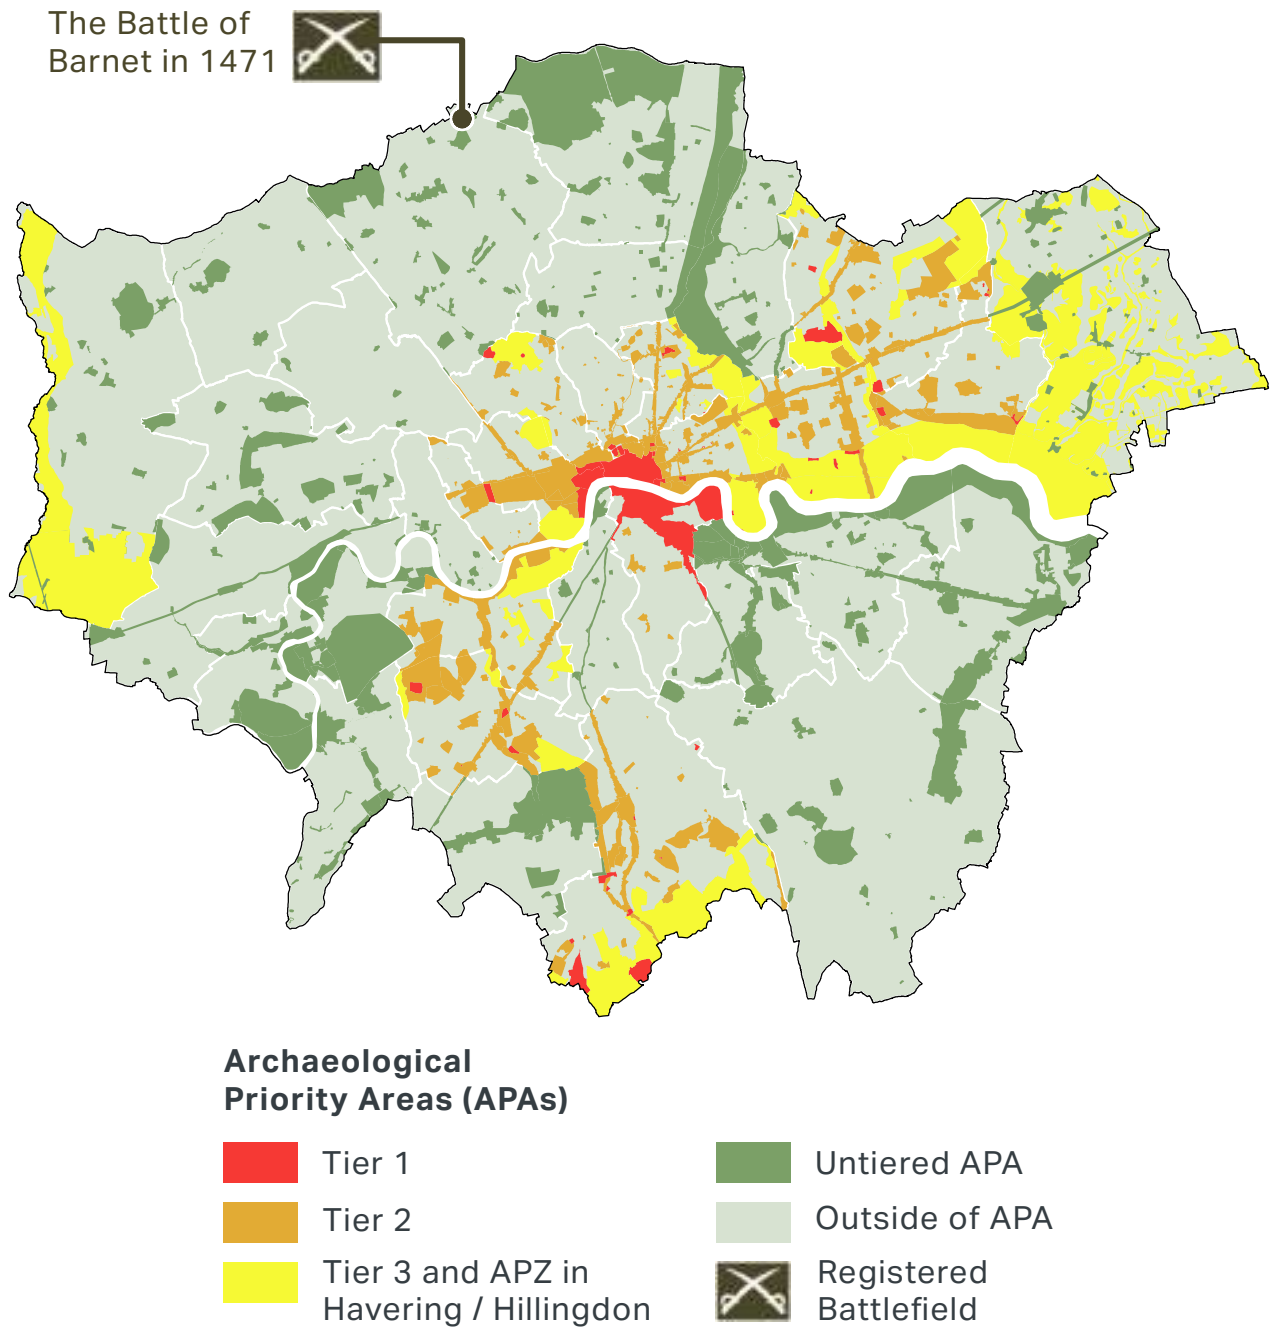 The Battle of
Barnet in 1471
Archaeological
Priority Areas (APAs)
Tier 1
Tier 2
Tier 3 and APZ in
Havering / Hillingdon
Untiered APA
Outside of APA
Registered
Battlefield